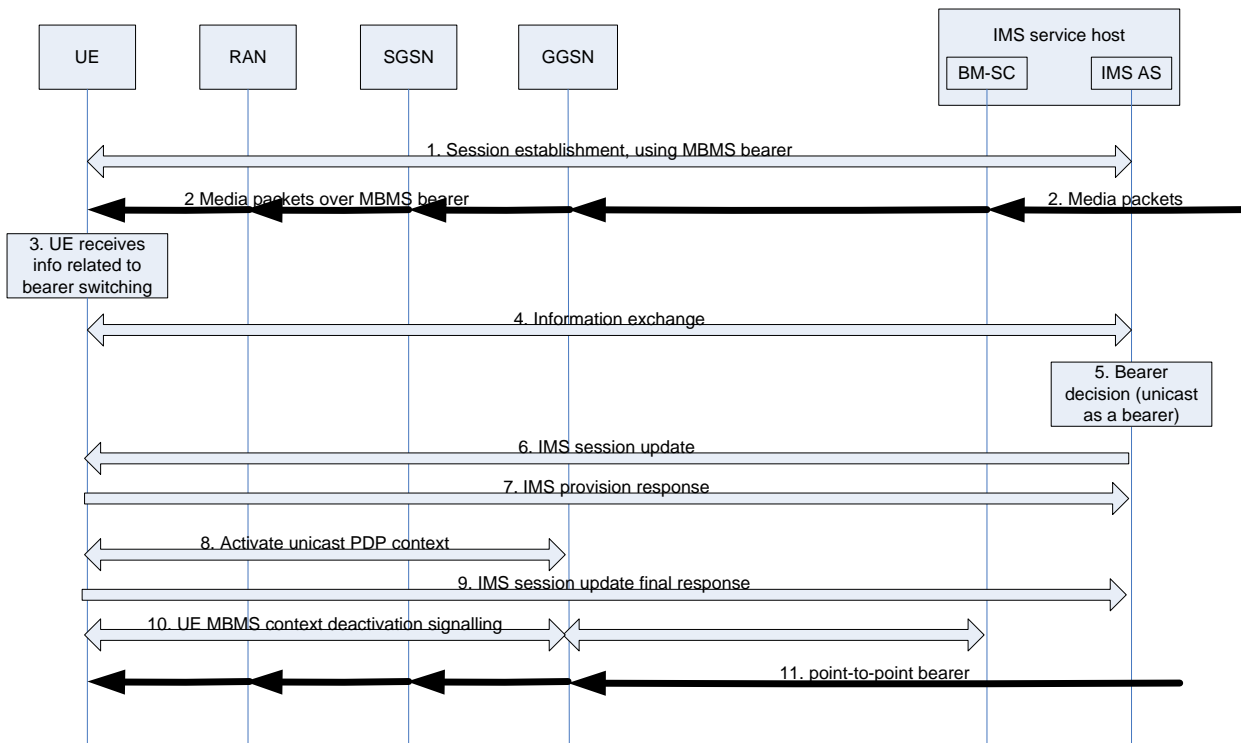 UE
RAN
SGSN
GGSN
IMS service host
BM-SC
IMS AS
1. Session establishment, using MBMS bearer
2 Media packets over MBMS bearer
2. Media packets
3. UE receives
info related to
bearer switching
4. Information exchange
5. Bearer
decision (unicast
as a bearer)
6. IMS session update
7. IMS provision response
8. Activate unicast PDP context
9. IMS session update final response
10. UE MBMS context deactivation signalling
11. point-to-point bearer